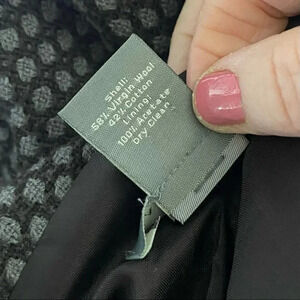 Shell:
58% Virgin Wool
42% Cotton
Lining:
100% Acetate
Dry Clean